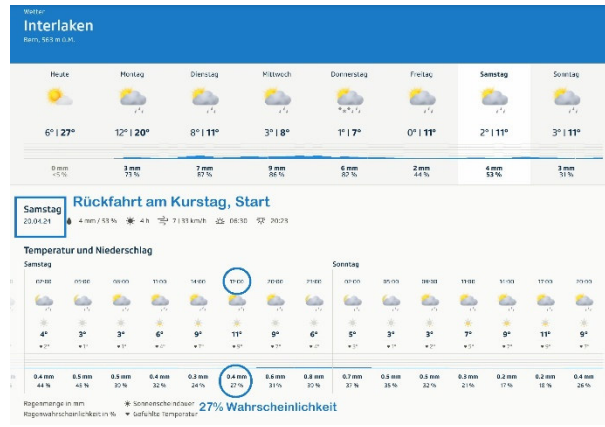 Wetter
Interlaken
Bern, 563 m ü.M.
Heute Montag Dienstag Mittwoch Donnerstag Freitag Samstag Sonntag
6° | 27° 12° | 20° 8° | 11° 3° | 8° 1° | 7° 0° | 11° 2° | 11° 3° | 11°
0 mm 3 mm 7 mm 9 mm 6 mm 2 mm 4 mm 3 mm
<5 % 73 % 87 % 86 % 82 % 44 % 53 % 31 %
Samstag Rückfahrt am Kurstag, Start
20.04.24 4 mm / 53 % 4 h 7 | 33 km/h 06:30 20:23
Temperatur und Niederschlag
Samstag Sonntag
02:00 05:00 08:00 11:00 14:00 17:00 20:00 23:00 02:00 05:00 08:00 11:00 14:00 17:00 20:00
4° 3° 3° 6° 9° 11° 9° 6° 5° 3° 3° 7° 9° 11° 9°
0.4 mm 0.5 mm 0.5 mm 0.4 mm 0.3 mm 0.4 mm 0.6 mm 0.8 mm 0.7 mm 0.5 mm 0.5 mm 0.4 mm 0.2 mm 0.2 mm 0.4 mm
44 % 45 % 30 % 32 % 24 % 27 % 31 % 30 % 37 % 35 % 32 % 21 % 17 % 18 % 26 %
Regenmenge in mm Sonnenscheindauer 27% Wahrscheinlichkeit
Regenwahrscheinlichkeit in % Gefühlte Temperatur